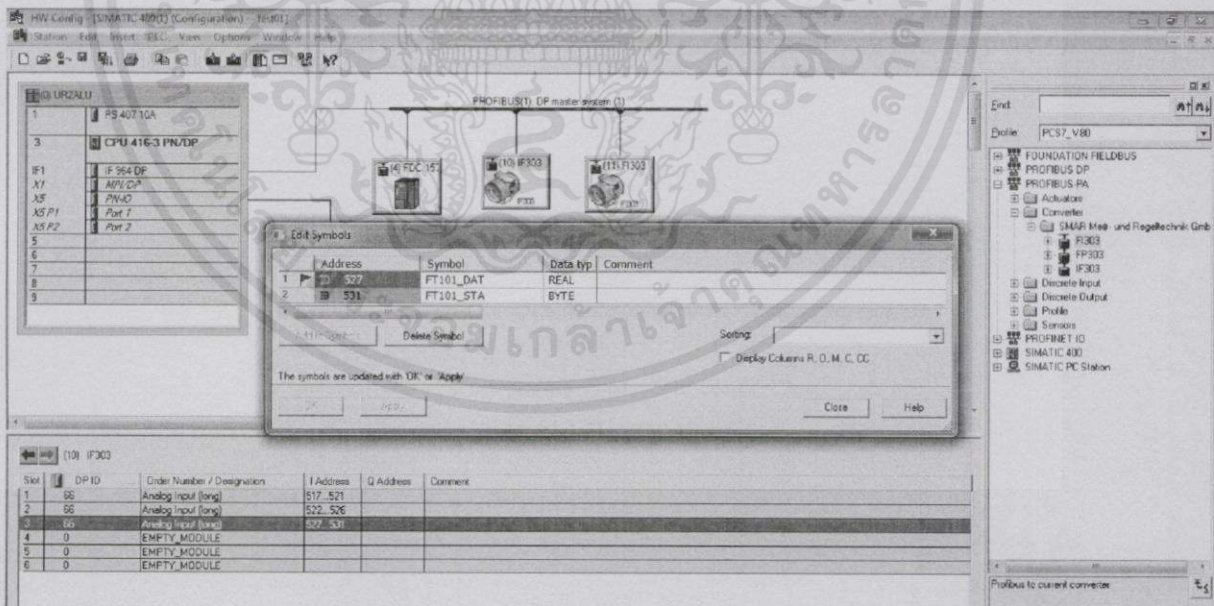 HW Config - [SIMATIC 400(1) (Configuration) -- Test01]
Station Edit Insert PLC View Options Window Help
(0) UR2ALU
1 PS 407 10A
3 CPU 416-3 PN/DP
IF1 IF 964-DP
X1 MPI/DP
X5 PN-IO
X5 P1 Port 1
X5 P2 Port 2
5
6
7
8
9
PROFIBUS(1): DP master system (1)
(4) FDC 157
(10) IF303
IF303
(11) FI303
FI303
Edit Symbols
Address Symbol Data typ Comment
1 ID 527 FT101_DAT REAL
2 IB 531 FT101_STA BYTE
Delete Symbol
Sorting:
Display Columns R, O, M, C, CC
The symbols are updated with 'OK' or 'Apply'
OK Apply Close Help
Find:
Profile: PCS7_V80
FOUNDATION FIELDBUS
PROFIBUS DP
PROFIBUS-PA
Actuators
Converter
SMAR Meß- und Regeltechnik Gmb
FI303
FP303
IF303
Discrete Input
Discrete Output
Profile
Sensors
PROFINET IO
SIMATIC 400
SIMATIC PC Station
Profibus to current converter
(10) IF303
Slot DP ID Order Number / Designation I Address Q Address Comment
1 66 Analog Input (long) 517...521
2 66 Analog Input (long) 522...526
3 66 Analog Input (long) 527...531
4 0 EMPTY_MODULE
5 0 EMPTY_MODULE
6 0 EMPTY_MODULE